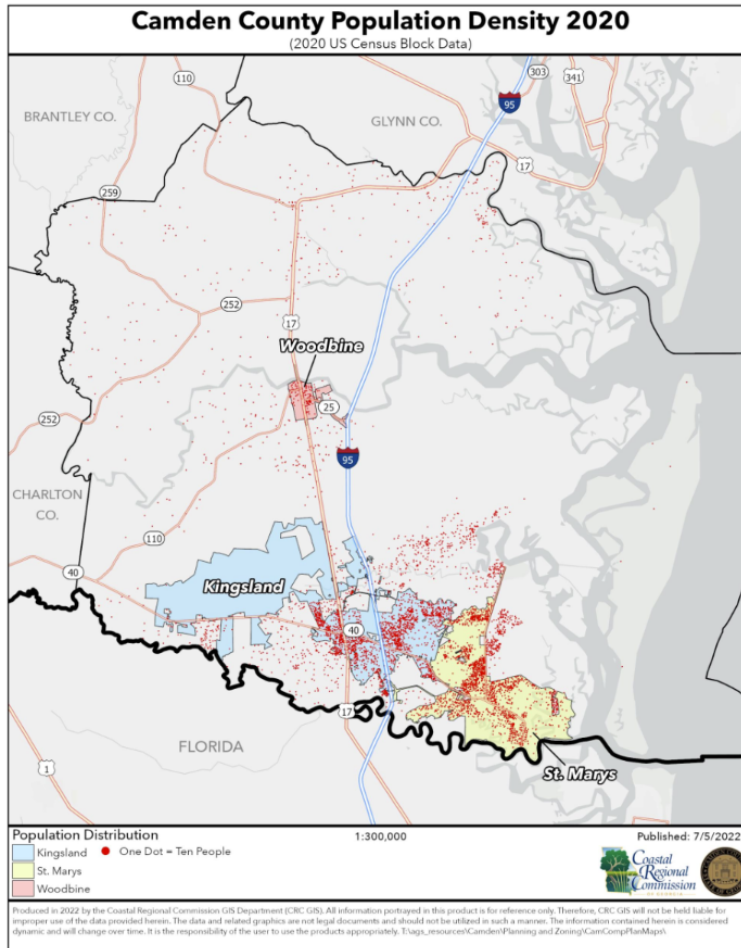 Camden County Population Density 2020
(2020 US Census Block Data)
110
303
341
95
BRANTLEY CO.
GLYNN CO.
17
259
252
17
Woodbine
25
252
95
CHARLTON
CO.
110
40
Kingsland
40
17
FLORIDA
1
St. Marys
Population Distribution
1:300,000
Published: 7/5/2022
Kingsland
One Dot = Ten People
St. Marys
Woodbine
Coastal
Regional
Commission
OF GEORGIA
Produced in 2022 by the Coastal Regional Commission GIS Department (CRC GIS). All information portrayed in this product is for reference only. Therefore, CRC GIS will not be held liable for
improper use of the data provided herein. The data and related graphics are not legal documents and should not be utilized in such a manner. The information contained herein is considered
dynamic and will change over time. It is the responsibility of the user to use the products appropriately. T:\ags_resources\Camden\Planning and Zoning\CamCompPlanMaps\